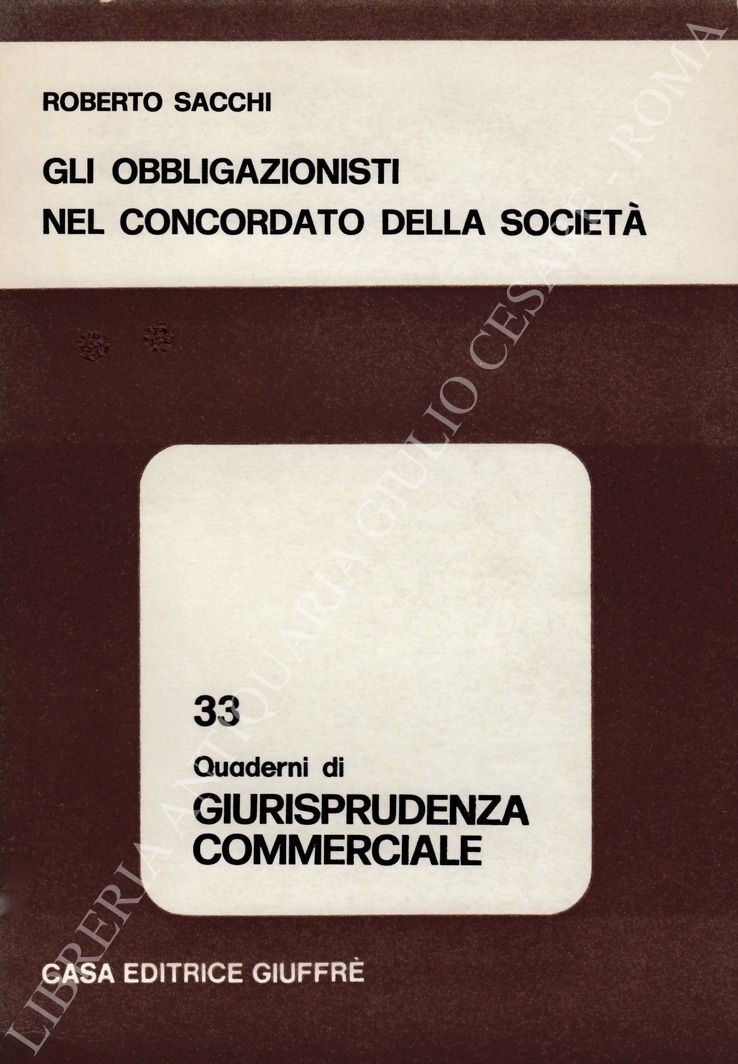 ROBERTO SACCHI
GLI OBBLIGAZIONISTI
NEL CONCORDATO DELLA SOCIETÀ
33
Quaderni di
GIURISPRUDENZA
COMMERCIALE
CASA EDITRICE GIUFFRÈ
LIBRERIA ANTIQUARIA GIULIO CESARE - ROMA